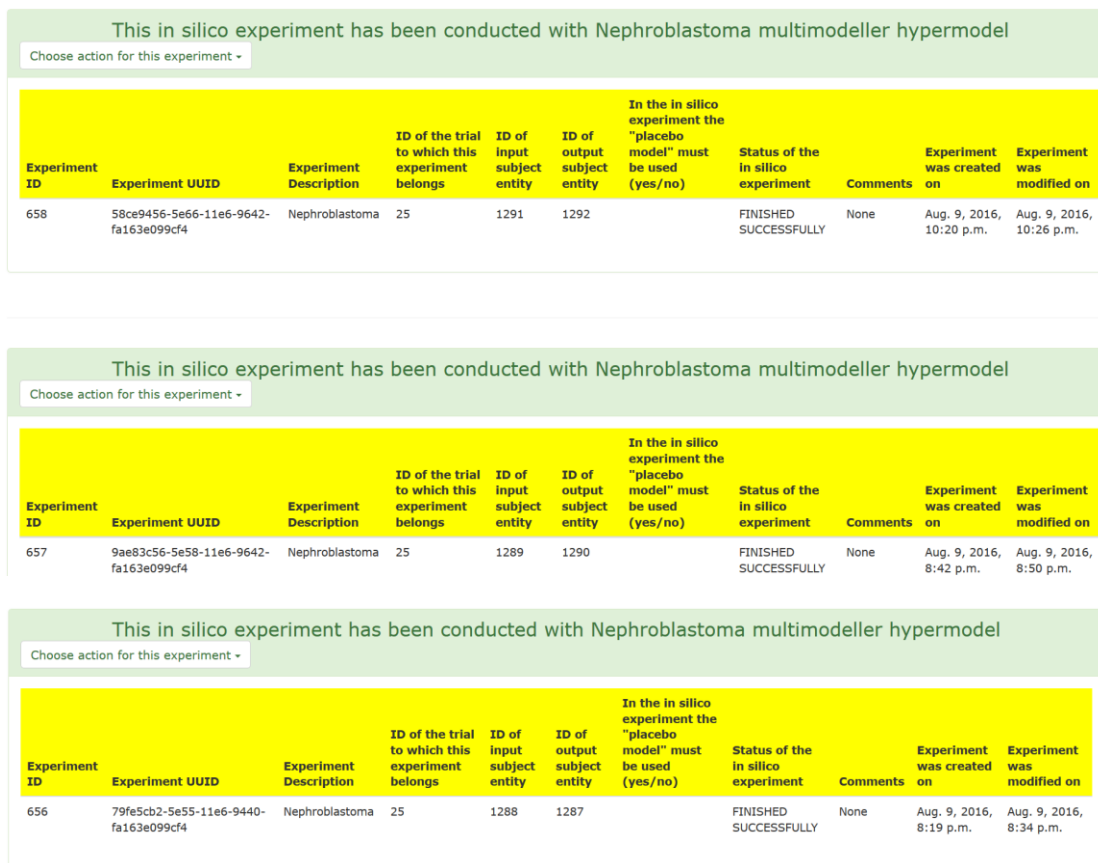 This in silico experiment has been conducted with Nephroblastoma multimodeller hypermodel
Choose action for this experiment
In the in silico
experiment the
ID of the trial ID of ID of "placebo
to which this input output model" must Status of the Experiment Experiment
Experiment Experiment experiment subject subject be used in silico was created was
ID Experiment UUID Description belongs entity entity (yes/no) experiment Comments on modified on
658 58ce9456-5e66-11e6-9642- Nephroblastoma 25 1291 1292 FINISHED None Aug. 9, 2016, Aug. 9, 2016,
fa163e099cf4 SUCCESSFULLY 10:20 p.m. 10:26 p.m.
This in silico experiment has been conducted with Nephroblastoma multimodeller hypermodel
Choose action for this experiment
In the in silico
experiment the
ID of the trial ID of ID of "placebo
to which this input output model" must Status of the Experiment Experiment
Experiment Experiment experiment subject subject be used in silico was created was
ID Experiment UUID Description belongs entity entity (yes/no) experiment Comments on modified on
657 9ae83c56-5e58-11e6-9642- Nephroblastoma 25 1289 1290 FINISHED None Aug. 9, 2016, Aug. 9, 2016,
fa163e099cf4 SUCCESSFULLY 8:42 p.m. 8:50 p.m.
This in silico experiment has been conducted with Nephroblastoma multimodeller hypermodel
Choose action for this experiment
In the in silico
experiment the
ID of the trial ID of ID of "placebo
to which this input output model" must Status of the Experiment Experiment
Experiment Experiment experiment subject subject be used in silico was created was
ID Experiment UUID Description belongs entity entity (yes/no) experiment Comments on modified on
656 79fe5cb2-5e55-11e6-9440- Nephroblastoma 25 1288 1287 FINISHED None Aug. 9, 2016, Aug. 9, 2016,
fa163e099cf4 SUCCESSFULLY 8:19 p.m. 8:34 p.m.